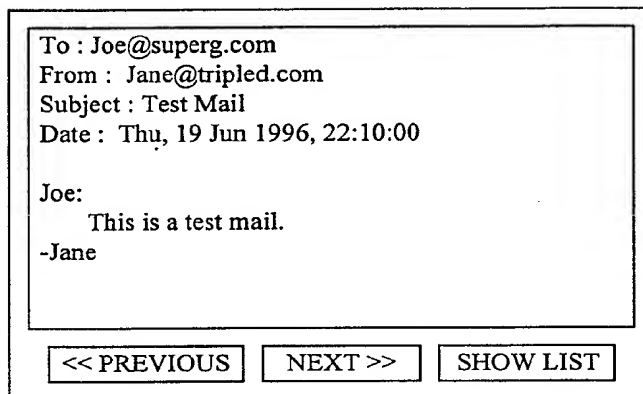 To : Joe@superg.com
From : Jane@tripled.com
Subject : Test Mail
Date : Thu, 19 Jun 1996, 22:10:00
Joe:
This is a test mail.
-Jane
<< PREVIOUS NEXT >> SHOW LIST